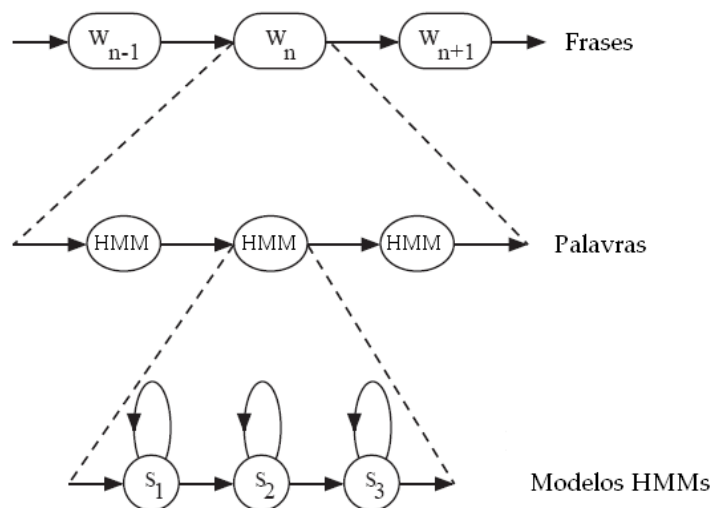 W n-1 W n W n+1 Frases
HMM HMM HMM Palavras
S 1 S 2 S 3 Modelos HMMs